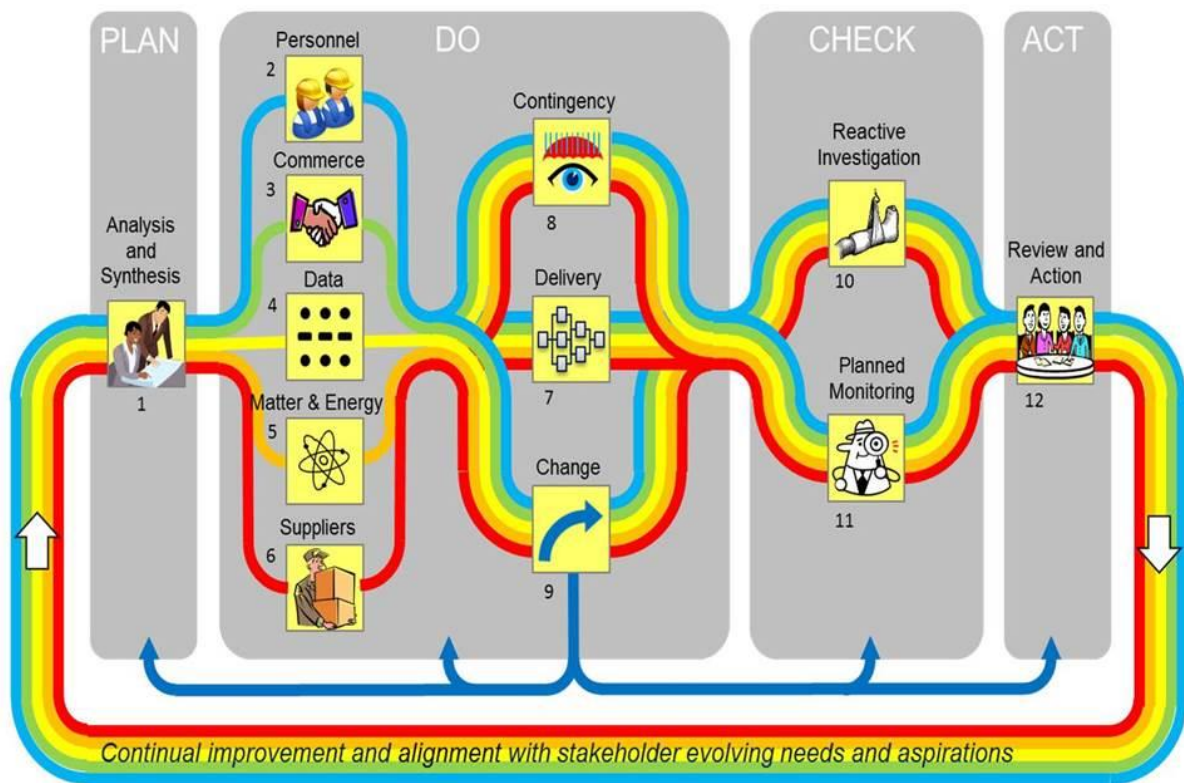 PLAN
DO
CHECK
ACT
Personnel
2
Commerce
3
Data
4
Matter & Energy
5
Suppliers
6
Analysis
and
Synthesis
1
Contingency
8
Delivery
7
Change
9
Reactive
Investigation
10
Planned
Monitoring
11
Review and
Action
12
Continual improvement and alignment with stakeholder evolving needs and aspirations